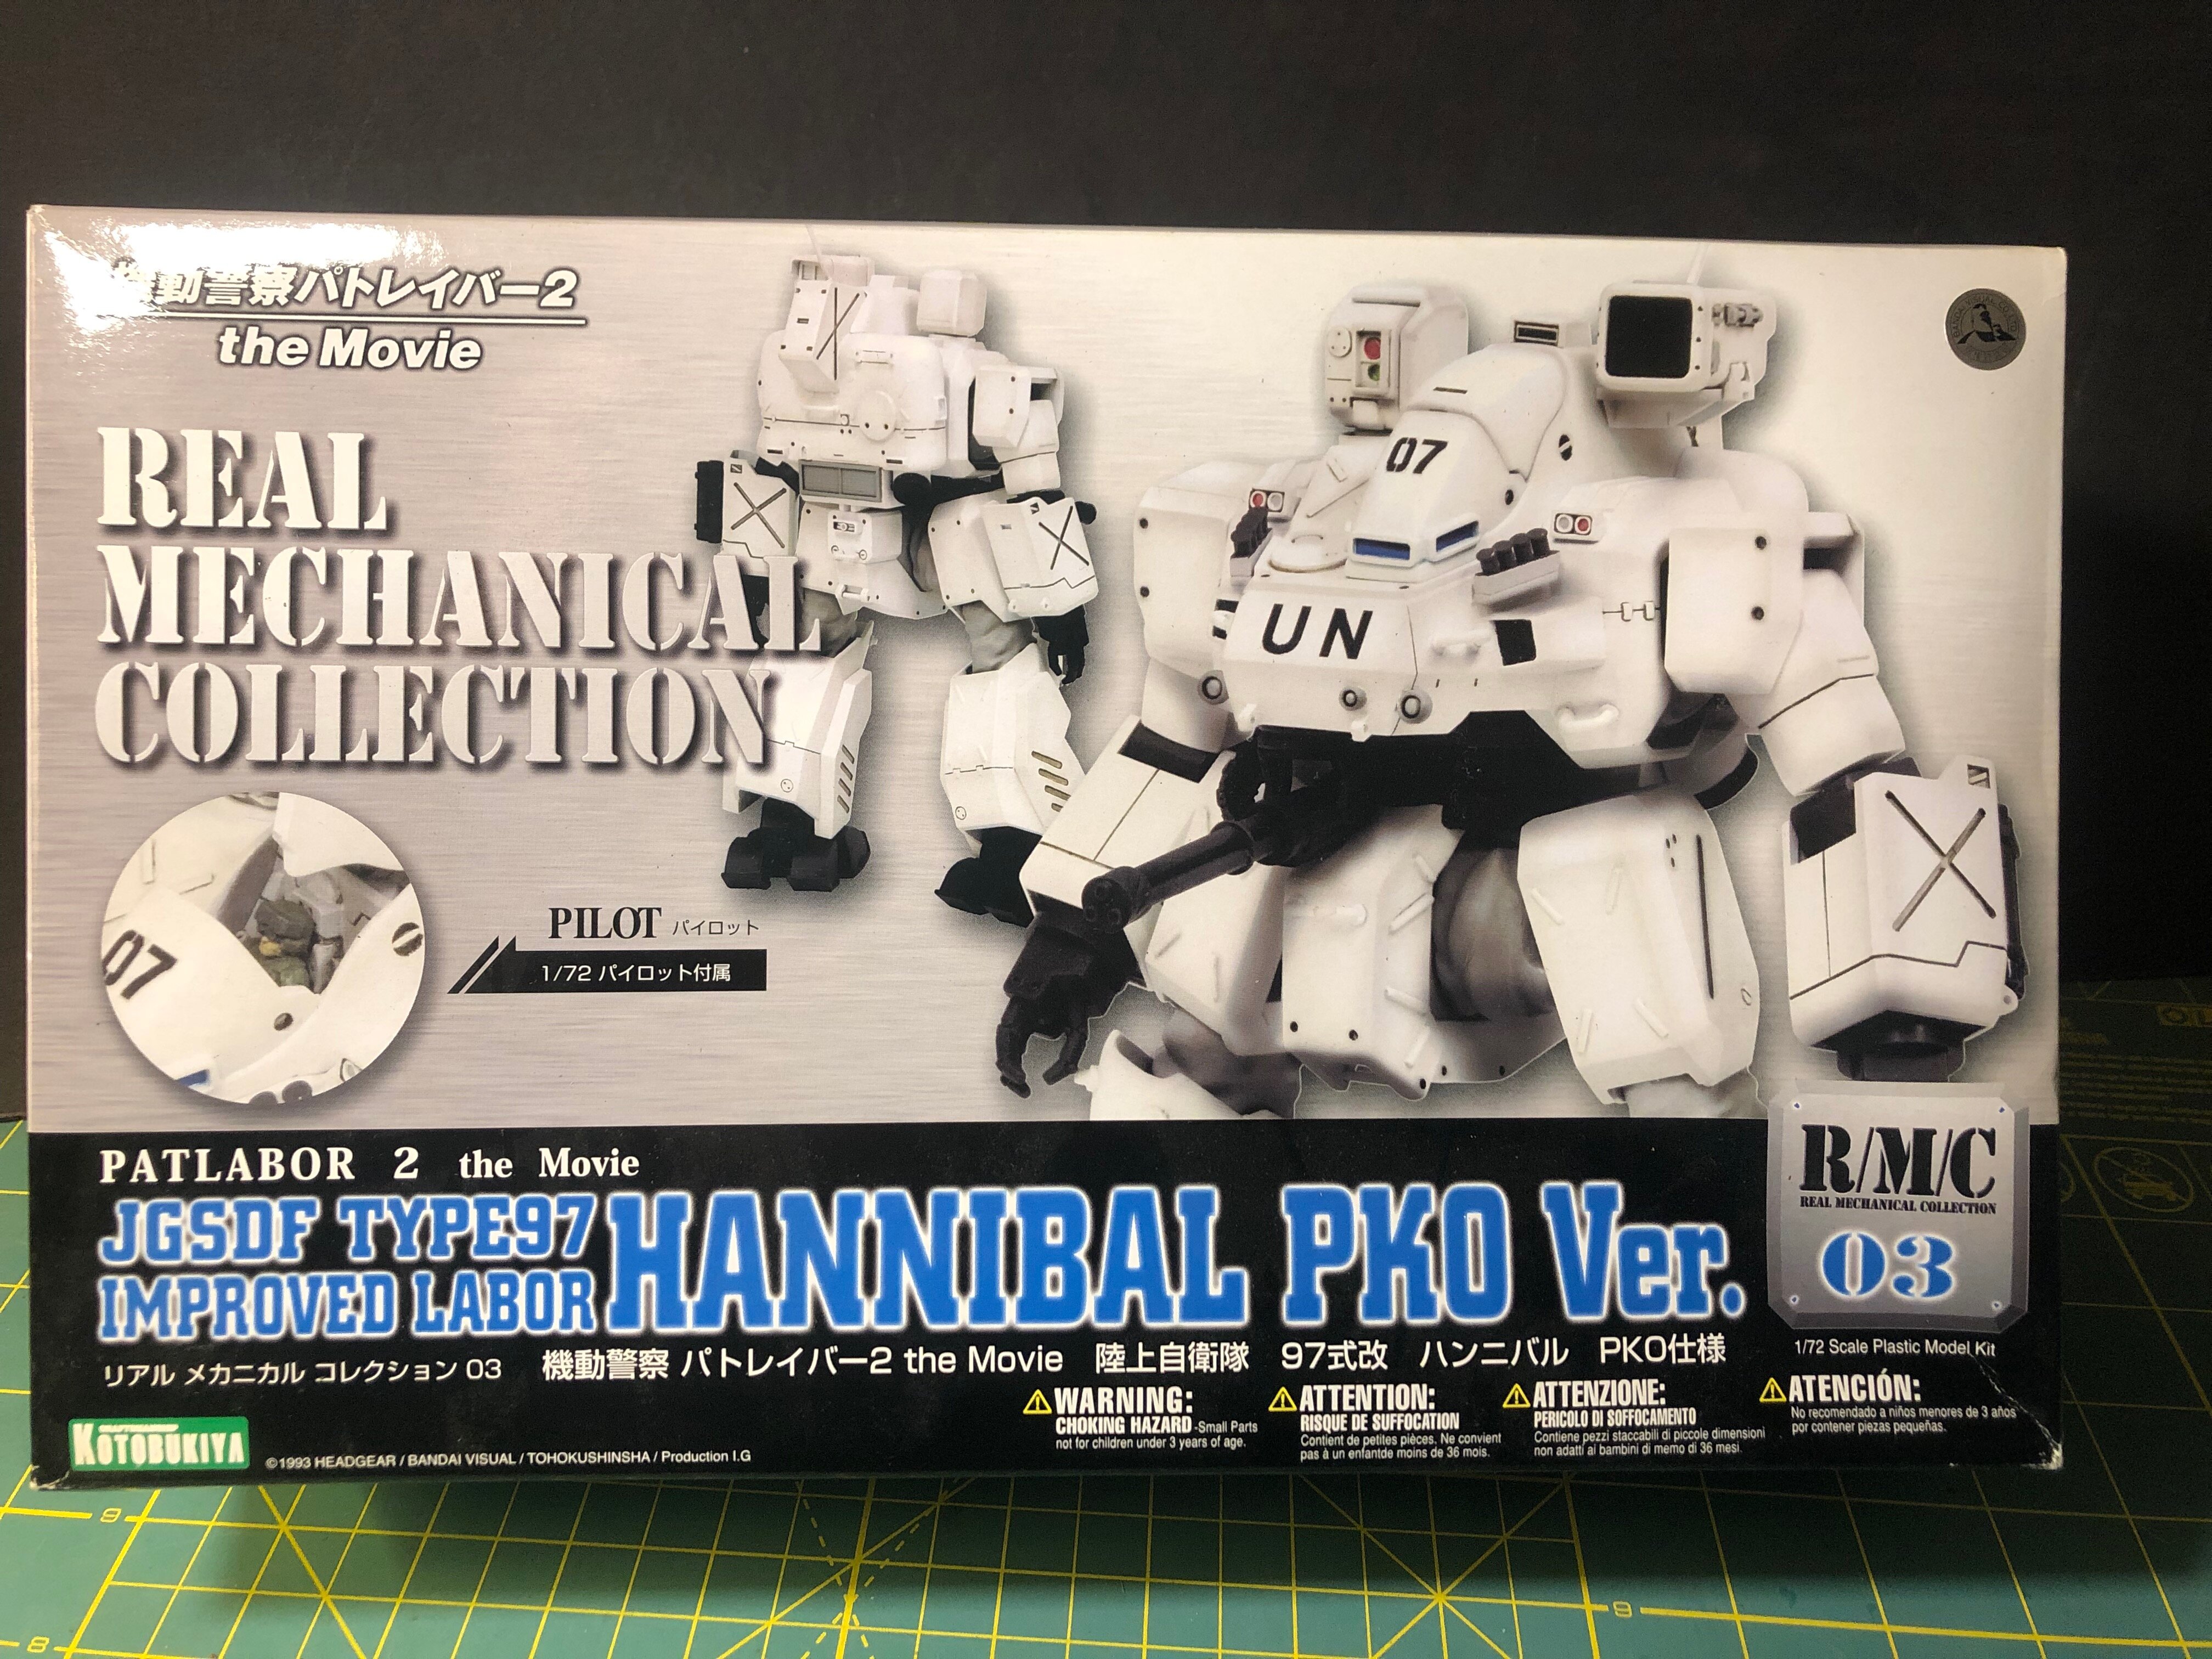 動警察パトレイバー2
the Movie
REAL
MECHANICAL
COLLECTION
07
UN
07
PILOT パイロット
1/72 パイロット付属
PATLABOR 2 the Movie
JGSDF TYPE97
IMPROVED LABOR
HANNIBAL PKO Ver.
R/M/C
REAL MECHANICAL COLLECTION
03
1/72 Scale Plastic Model Kit
リアル メカニカル コレクション 03 機動警察 パトレイバー2 the Movie 陸上自衛隊 97式改 ハンニバル PKO仕様
WARNING:
CHOKING HAZARD -Small Parts
not for children under 3 years of age.
ATTENTION:
RISQUE DE SUFFOCATION
Contient de petites pièces. Ne convient
pas à un enfantde moins de 36 mois.
ATTENZIONE:
PERICOLO DI SOFFOCAMENTO
Contiene pezzi staccabili di piccole dimensioni
non adatti ai bambini di memo di 36 mesi.
ATENCIÓN:
No recomendado a niños menores de 3 años
por contener piezas pequeñas.
KOTOBUKIYA
©1993 HEADGEAR / BANDAI VISUAL / TOHOKUSHINSHA / Production I.G
9
8
9